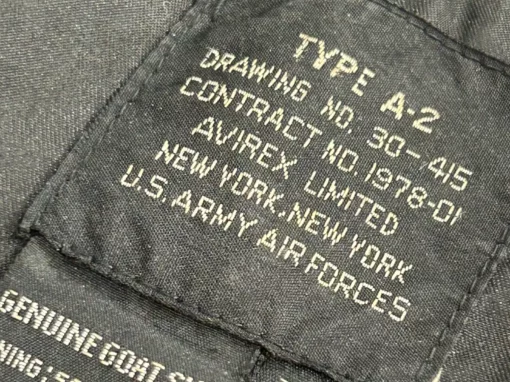 TYPE A-2
DRAWING NO. 30-,415
CONTRACT NO. 1978-01
AVIREX LIMITED
NEW YORK. NEW YORK
U.S. ARMY AIR FORCES
GENUINE GOAT